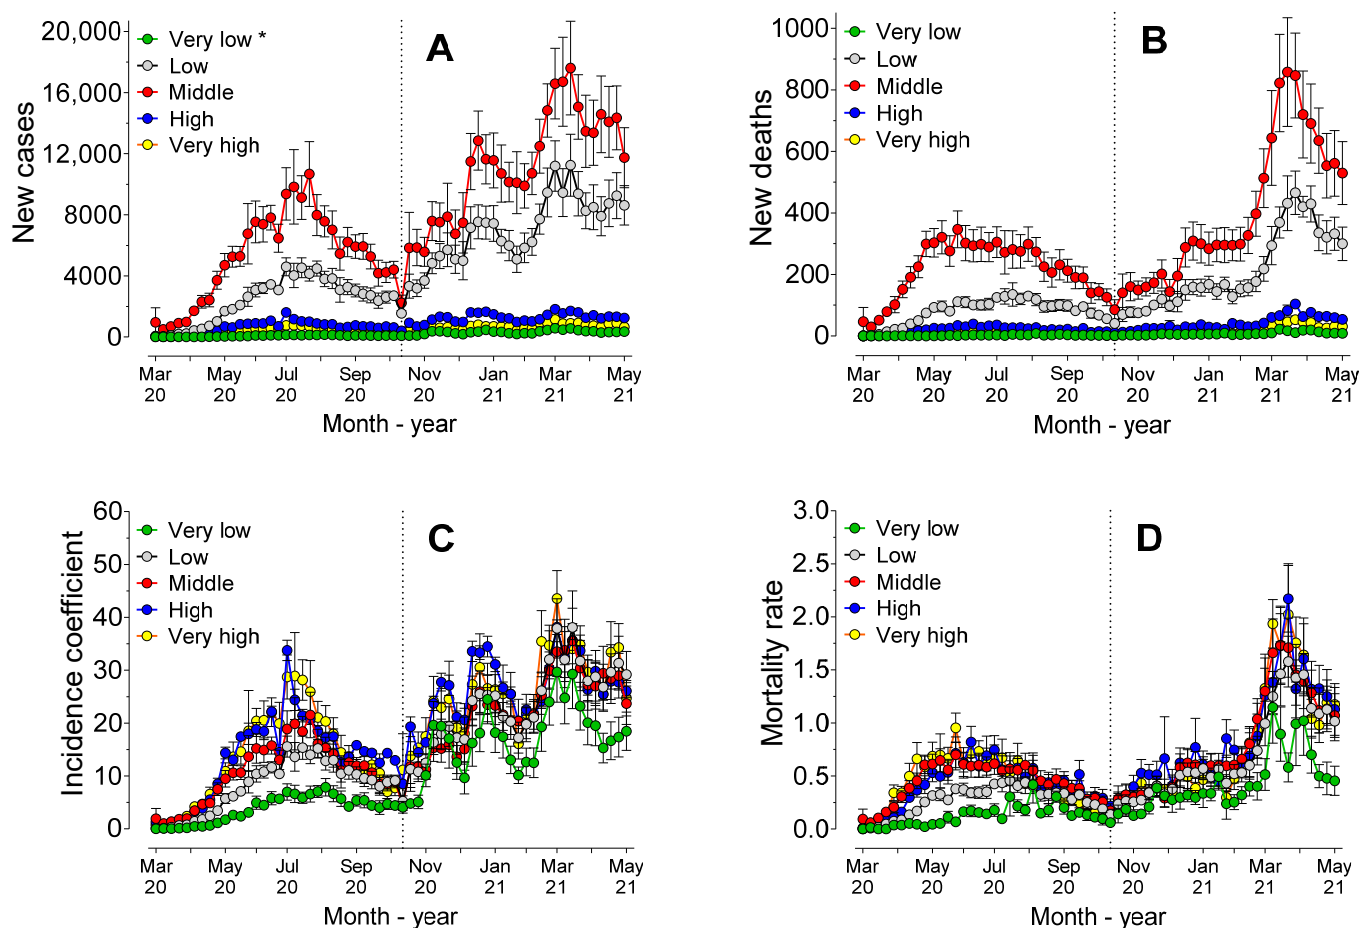 A
New cases
20,000
16,000
12,000
8000
4000
0
Very low *
Low
Middle
High
Very high
Mar May Jul Sep Nov Jan Mar May
20 20 20 20 20 21 21 21
Month - year
B
New deaths
1000
800
600
400
200
0
Very low
Low
Middle
High
Very high
Mar May Jul Sep Nov Jan Mar May
20 20 20 20 20 21 21 21
Month - year
C
Incidence coefficient
60
50
40
30
20
10
0
Very low
Low
Middle
High
Very high
Mar May Jul Sep Nov Jan Mar May
20 20 20 20 20 21 21 21
Month - year
D
Mortality rate
3.0
2.5
2.0
1.5
1.0
0.5
0.0
Very low
Low
Middle
High
Very high
Mar May Jul Sep Nov Jan Mar May
20 20 20 20 20 21 21 21
Month - year